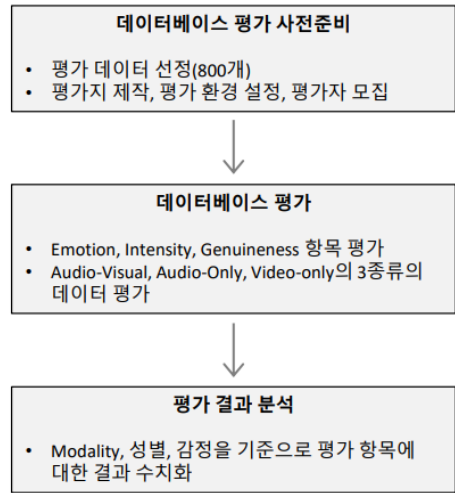 데이터베이스 평가 사전준비
• 평가 데이터 선정(800개)
• 평가지 제작, 평가 환경 설정, 평가자 모집
데이터베이스 평가
• Emotion, Intensity, Genuineness 항목 평가
• Audio-Visual, Audio-Only, Video-only의 3종류의
데이터 평가
평가 결과 분석
• Modality, 성별, 감정을 기준으로 평가 항목에
대한 결과 수치화